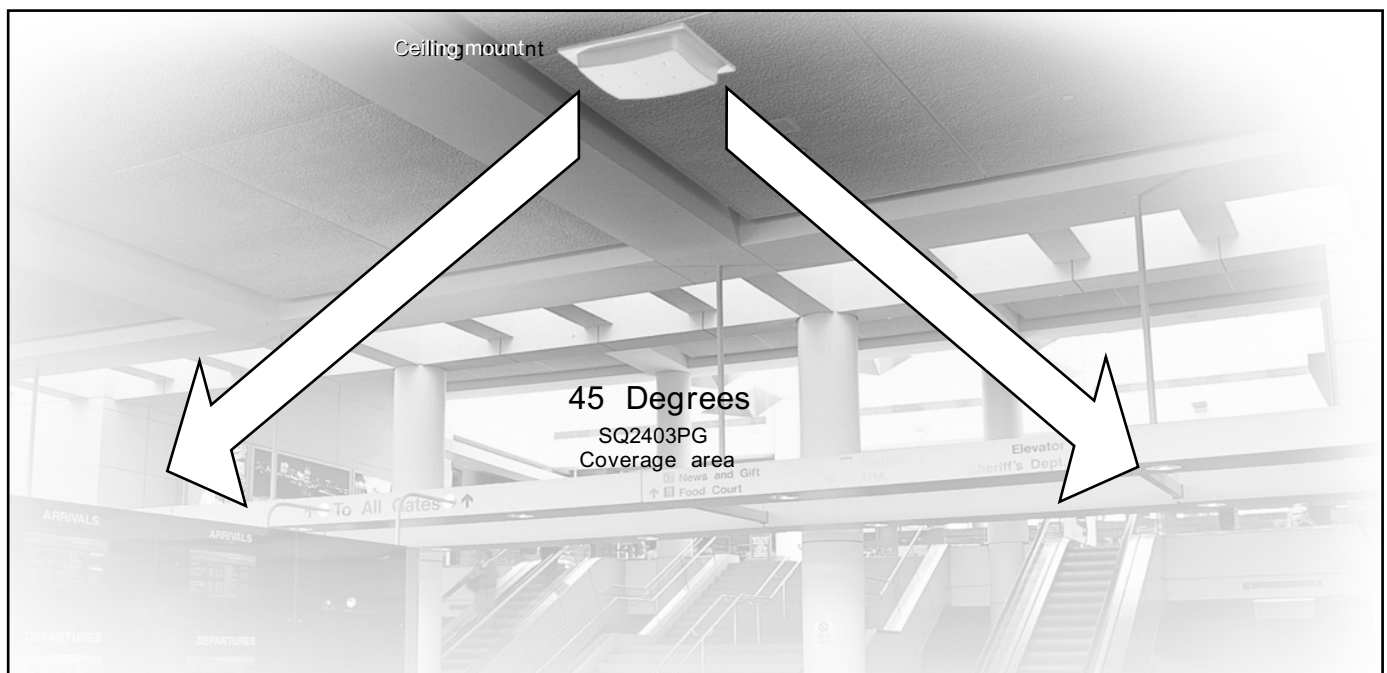 Ceiling mount
45 Degrees
SQ2403PG
Coverage area
Elevator
Sheriff's Dept.
News and Gift
↑ Food Court
↑ To All Gates ↑
ARRIVALS
ARRIVALS
DEPARTURES
DEPARTURES